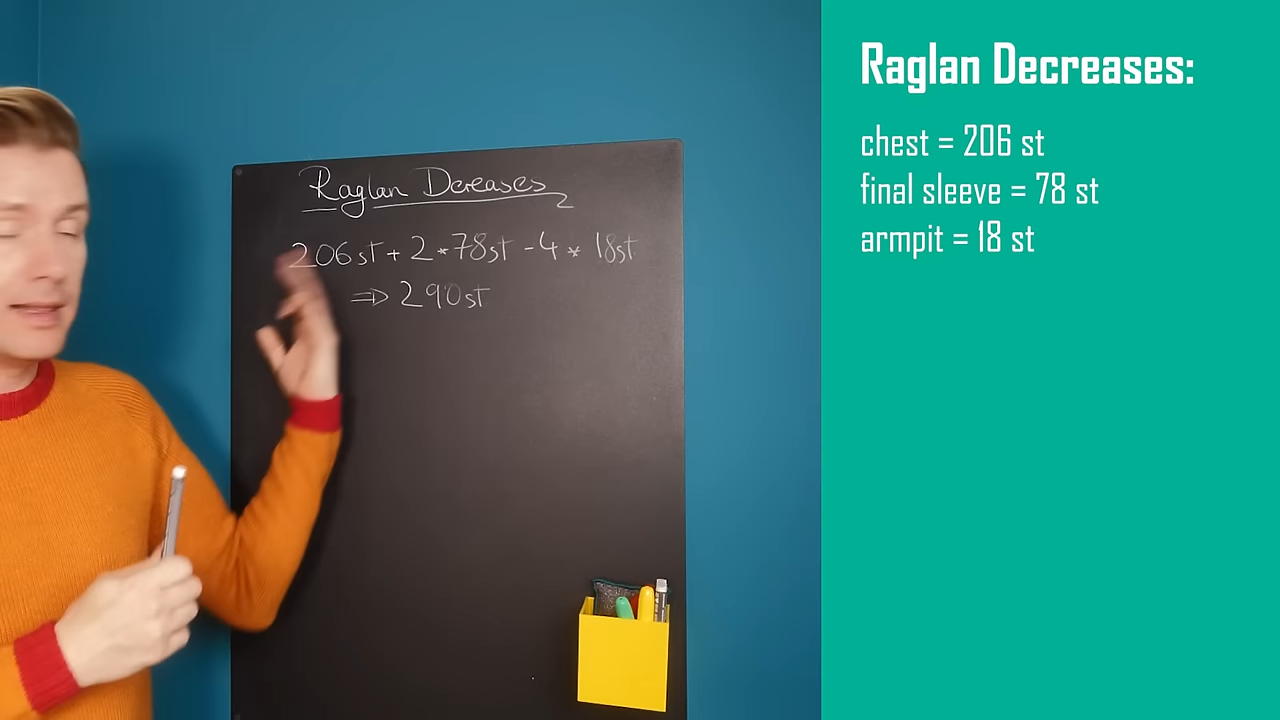 Raglan Decreases
206st + 2*78st - 4 * 18st
⇒ 290st
Raglan Decreases:
chest = 206 st
final sleeve = 78 st
armpit = 18 st